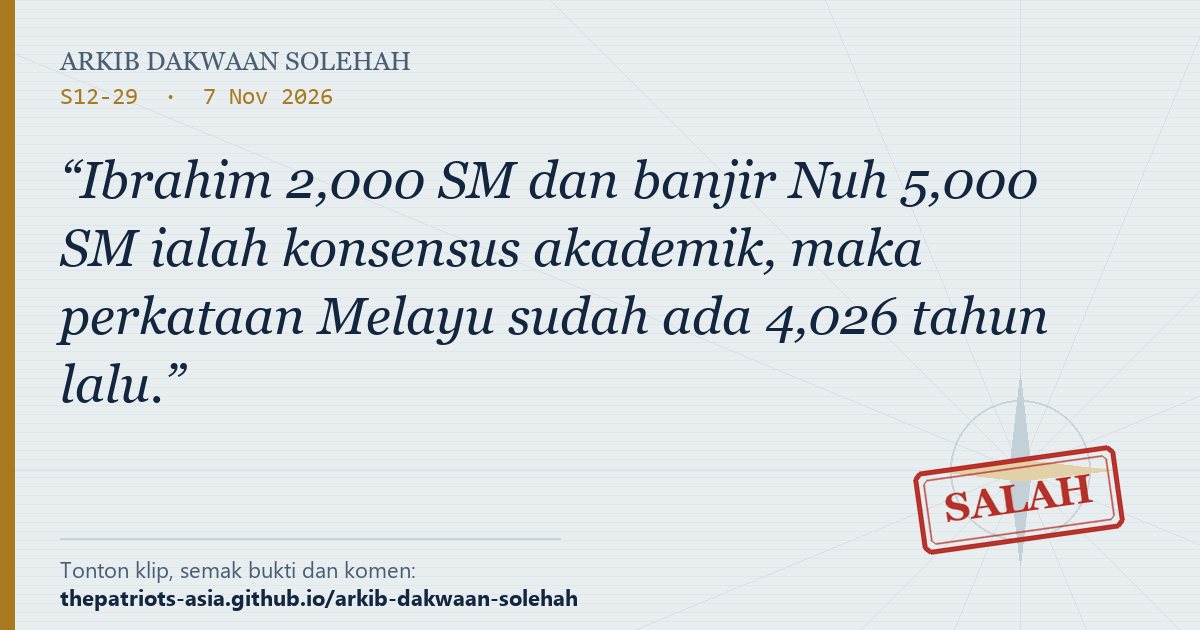 ARKIB DAKWAAN SOLEHAH
S12-29 · 7 Nov 2026
“Ibrahim 2,000 SM dan banjir Nuh 5,000
SM ialah konsensus akademik, maka
perkataan Melayu sudah ada 4,026 tahun
lalu.”
SALAH
Tonton klip, semak bukti dan komen:
thepatriots-asia.github.io/arkib-dakwaan-solehah